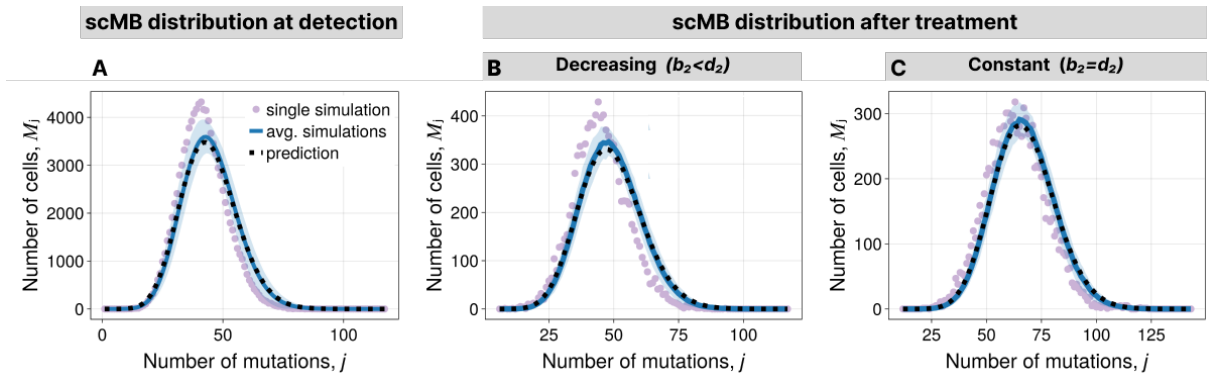 scMB distribution at detection
scMB distribution after treatment
A
B
Decreasing (b₂<d₂)
C
Constant (b₂=d₂)
Number of cells, Mⱼ
4000
3000
2000
1000
0
single simulation
avg. simulations
prediction
0
50
100
Number of mutations, j
Number of cells, Mⱼ
400
300
200
100
0
25
50
75
100
Number of mutations, j
Number of cells, Mⱼ
300
200
100
0
25
50
75
100
125
Number of mutations, j